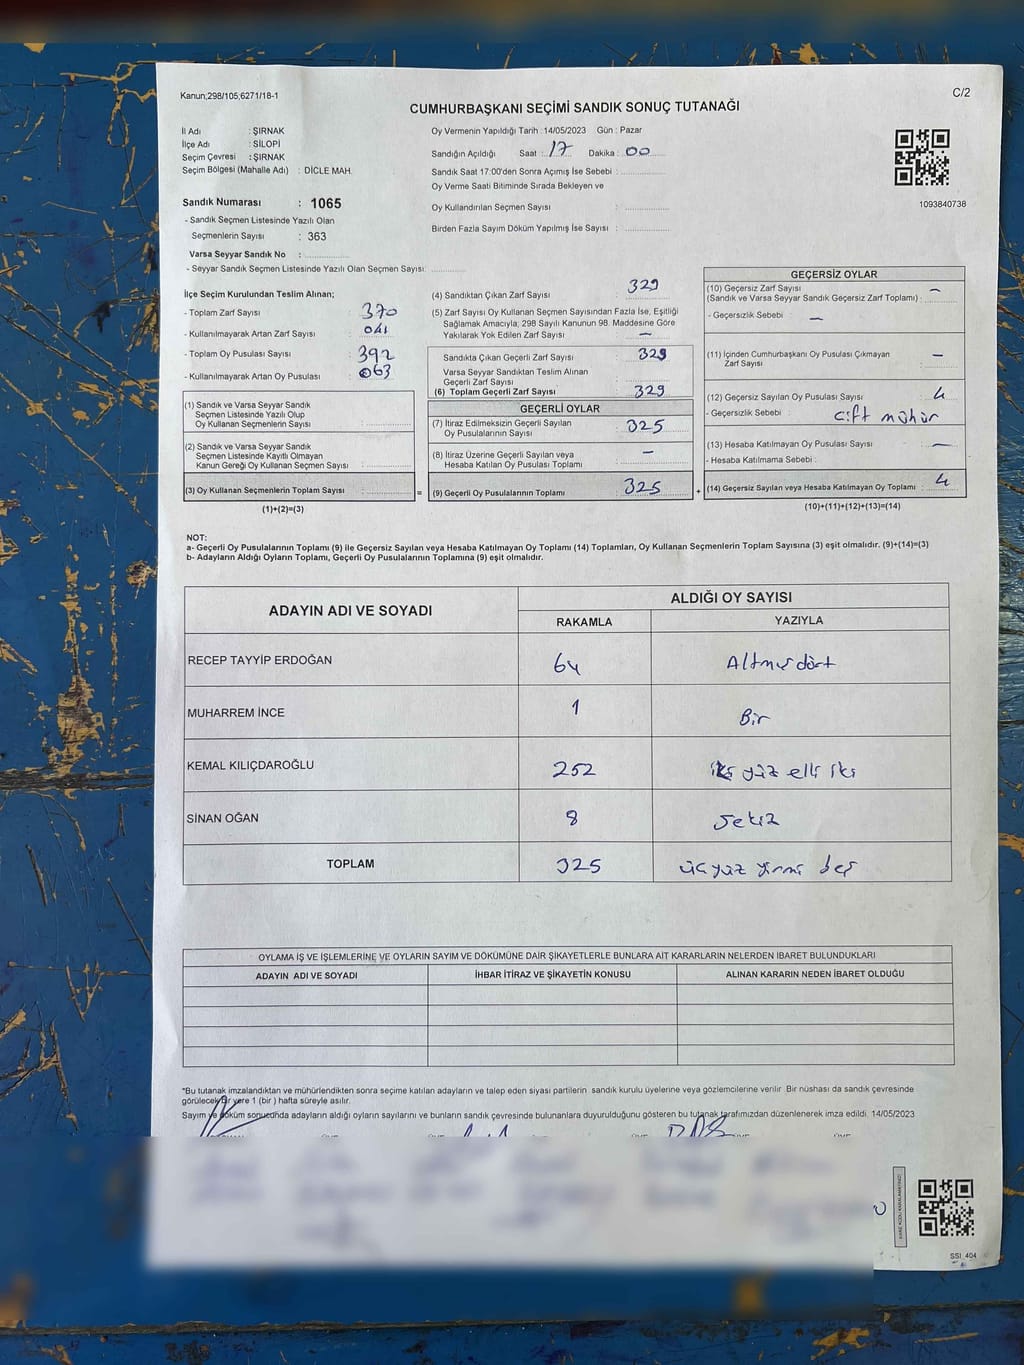 Kanun;298/105,6271/18-1
C/2
CUMHURBAŞKANI SEÇİMİ SANDIK SONUÇ TUTANAĞI
İl Adı : ŞIRNAK
İlçe Adı : SİLOPİ
Seçim Çevresi : ŞIRNAK
Seçim Bölgesi (Mahalle Adı) : DİCLE MAH.
Sandık Numarası : 1065
- Sandık Seçmen Listesinde Yazılı Olan
Seçmenlerin Sayısı : 363
Varsa Seyyar Sandık No :
- Seyyar Sandık Seçmen Listesinde Yazılı Olan Seçmen Sayısı:
Oy Vermenin Yapıldığı Tarih :14/05/2023 Gün : Pazar
Sandığın Açıldığı Saat : 17 Dakika : 00
Sandık Saat 17:00'den Sonra Açımış İse Sebebi :
Oy Verme Saati Bitiminde Sırada Bekleyen ve
Oy Kullandırılan Seçmen Sayısı :
Birden Fazla Sayım Döküm Yapılmış İse Sayısı :
1093840738
İlçe Seçim Kurulundan Teslim Alınan;
- Toplam Zarf Sayısı : 370
- Kullanılmayarak Artan Zarf Sayısı : 041
- Toplam Oy Pusulası Sayısı : 392
- Kullanılmayarak Artan Oy Pusulası : 063
(1) Sandık ve Varsa Seyyar Sandık
Seçmen Listesinde Yazılı Olup
Oy Kullanan Seçmenlerin Sayısı :
(2) Sandık ve Varsa Seyyar Sandık
Seçmen Listesinde Kayıtlı Olmayan
Kanun Gereği Oy Kullanan Seçmen Sayısı :
(3) Oy Kullanan Seçmenlerin Toplam Sayısı : =
(1)+(2)=(3)
(4) Sandıktan Çıkan Zarf Sayısı : 329
(5) Zarf Sayısı Oy Kullanan Seçmen Sayısından Fazla İse, Eşitliği
Sağlamak Amacıyla; 298 Sayılı Kanunun 98. Maddesine Göre
Yakılarak Yok Edilen Zarf Sayısı : –
Sandıkta Çıkan Geçerli Zarf Sayısı : 329
Varsa Seyyar Sandıktan Teslim Alınan
Geçerli Zarf Sayısı :
(6) Toplam Geçerli Zarf Sayısı : 329
GEÇERLİ OYLAR
(7) İtiraz Edilmeksizin Geçerli Sayılan
Oy Pusulalarının Sayısı : 325
(8) İtiraz Üzerine Geçerli Sayılan veya
Hesaba Katılan Oy Pusulası Toplamı : –
(9) Geçerli Oy Pusulalarının Toplamı : 325 +
GEÇERSİZ OYLAR
(10) Geçersiz Zarf Sayısı : –
(Sandık ve Varsa Seyyar Sandık Geçersiz Zarf Toplamı)
- Geçersizlik Sebebi : –
(11) İçinden Cumhurbaşkanı Oy Pusulası Çıkmayan
Zarf Sayısı : –
(12) Geçersiz Sayılan Oy Pusulası Sayısı : 4
- Geçersizlik Sebebi : çift mühür
(13) Hesaba Katılmayan Oy Pusulası Sayısı : –
- Hesaba Katılmama Sebebi :
(14) Geçersiz Sayılan veya Hesaba Katılmayan Oy Toplamı : 4
(10)+(11)+(12)+(13)=(14)
NOT:
a- Geçerli Oy Pusulalarının Toplamı (9) ile Geçersiz Sayılan veya Hesaba Katılmayan Oy Toplamı (14) Toplamları, Oy Kullanan Seçmenlerin Toplam Sayısına (3) eşit olmalıdır. (9)+(14)=(3)
b- Adayların Aldığı Oyların Toplamı, Geçerli Oy Pusulalarının Toplamına (9) eşit olmalıdır.
ADAYIN ADI VE SOYADI
ALDIĞI OY SAYISI
RAKAMLA YAZIYLA
RECEP TAYYİP ERDOĞAN 64 Altmış dört
MUHARREM İNCE 1 Bir
KEMAL KILIÇDAROĞLU 252 iki yüz elli iki
SİNAN OĞAN 8 Sekiz
TOPLAM 325 üçyüz yirmi beş
OYLAMA İŞ VE İŞLEMLERİNE VE OYLARIN SAYIM VE DÖKÜMÜNE DAİR ŞİKAYETLERLE BUNLARA AİT KARARLARIN NELERDEN İBARET BULUNDUKLARI
ADAYIN ADI VE SOYADI İHBAR İTİRAZ VE ŞİKAYETİN KONUSU ALINAN KARARIN NEDEN İBARET OLDUĞU
*Bu tutanak imzalandıktan ve mühürlendikten sonra seçime katılan adayların ve talep eden siyasi partilerin sandık kurulu üyelerine veya gözlemcilerine verilir Bir nüshası da sandık çevresinde
görülecek bir yere 1 (bir ) hafta süreyle asılır.
Sayım ve döküm sonucunda adayların aldığı oyların sayılarını ve bunların sandık çevresinde bulunanlara duyurulduğunu gösteren bu tutanak tarafımızdan düzenlenerek imza edildi. 14/05/2023
SSI_404